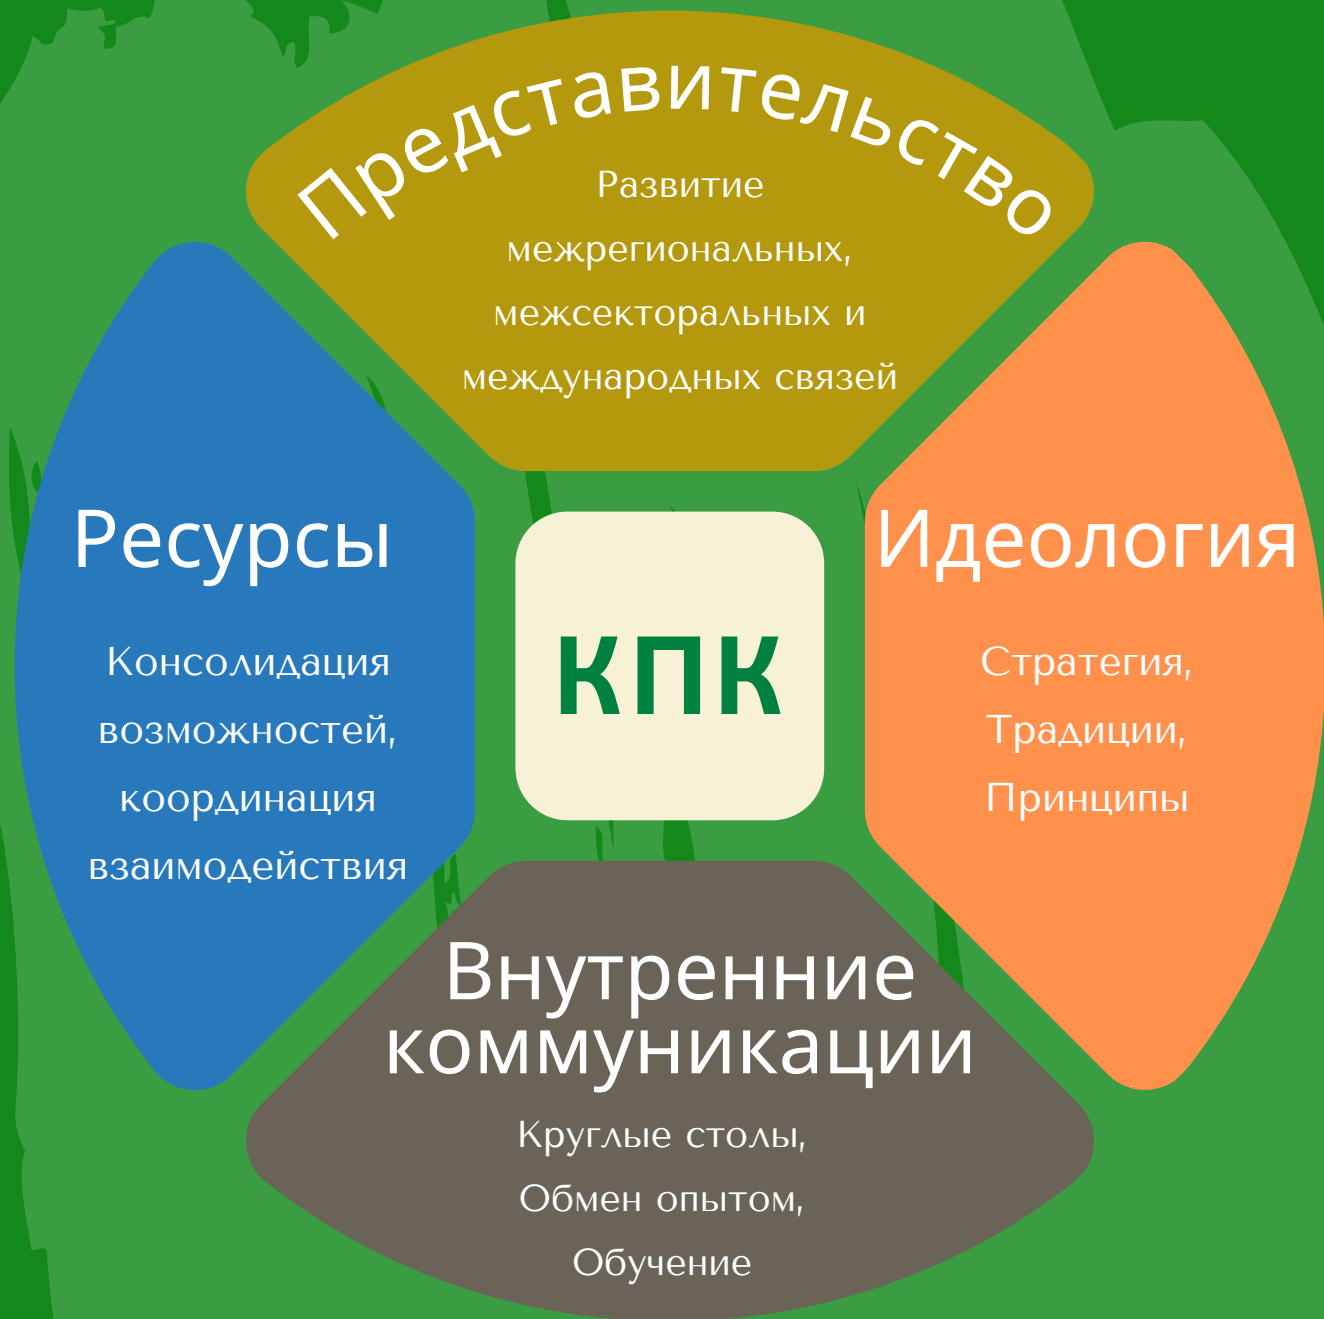 Представительство
Развитие
межрегиональных,
межсекторальных и
международных связей
Ресурсы
Консолидация
возможностей,
координация
взаимодействия
КПК
Идеология
Стратегия,
Традиции,
Принципы
Внутренние
коммуникации
Круглые столы,
Обмен опытом,
Обучение